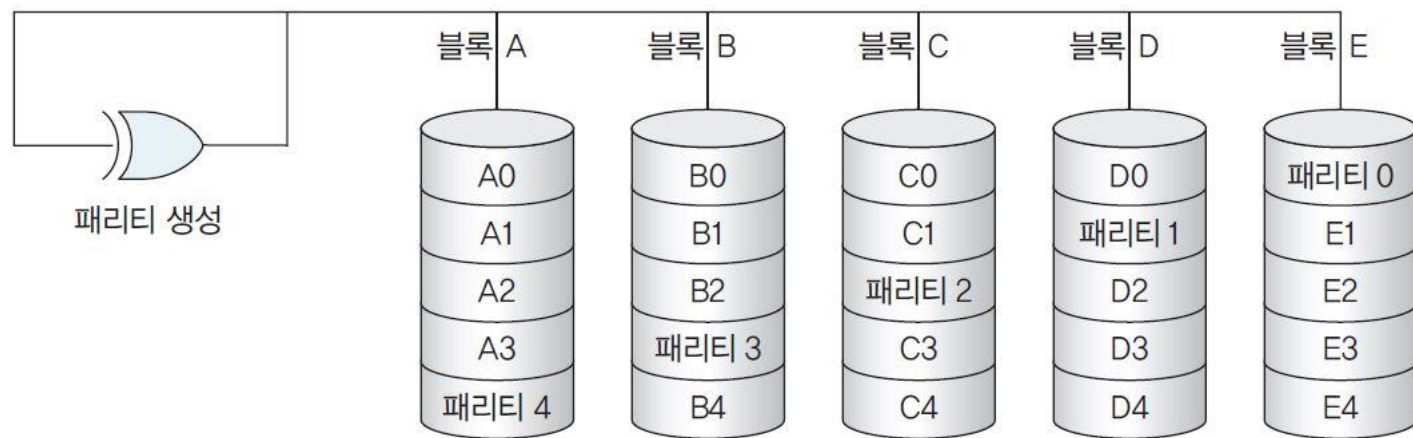 블록 A 블록 B 블록 C 블록 D 블록 E
A0 B0 C0 D0 패리티 0
패리티 생성
A1 B1 C1 패리티 1 E1
A2 B2 패리티 2 D2 E2
A3 패리티 3 C3 D3 E3
패리티 4 B4 C4 D4 E4